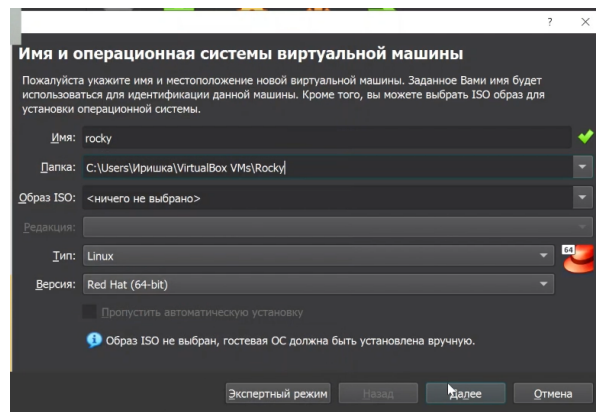 ?
Имя и операционная системы виртуальной машины
Пожалуйста укажите имя и местоположение новой виртуальной машины. Заданное Вами имя будет
использоваться для идентификации данной машины. Кроме того, вы можете выбрать ISO образ для
установки операционной системы.
Имя: rocky
Папка: C:\Users\Иришка\VirtualBox VMs\Rocky
Образ ISO: <ничего не выбрано>
Редакция:
Тип: Linux
64
Версия: Red Hat (64-bit)
Пропустить автоматическую установку
Образ ISO не выбран, гостевая ОС должна быть установлена вручную.
Экспертный режим Назад Далее Отмена